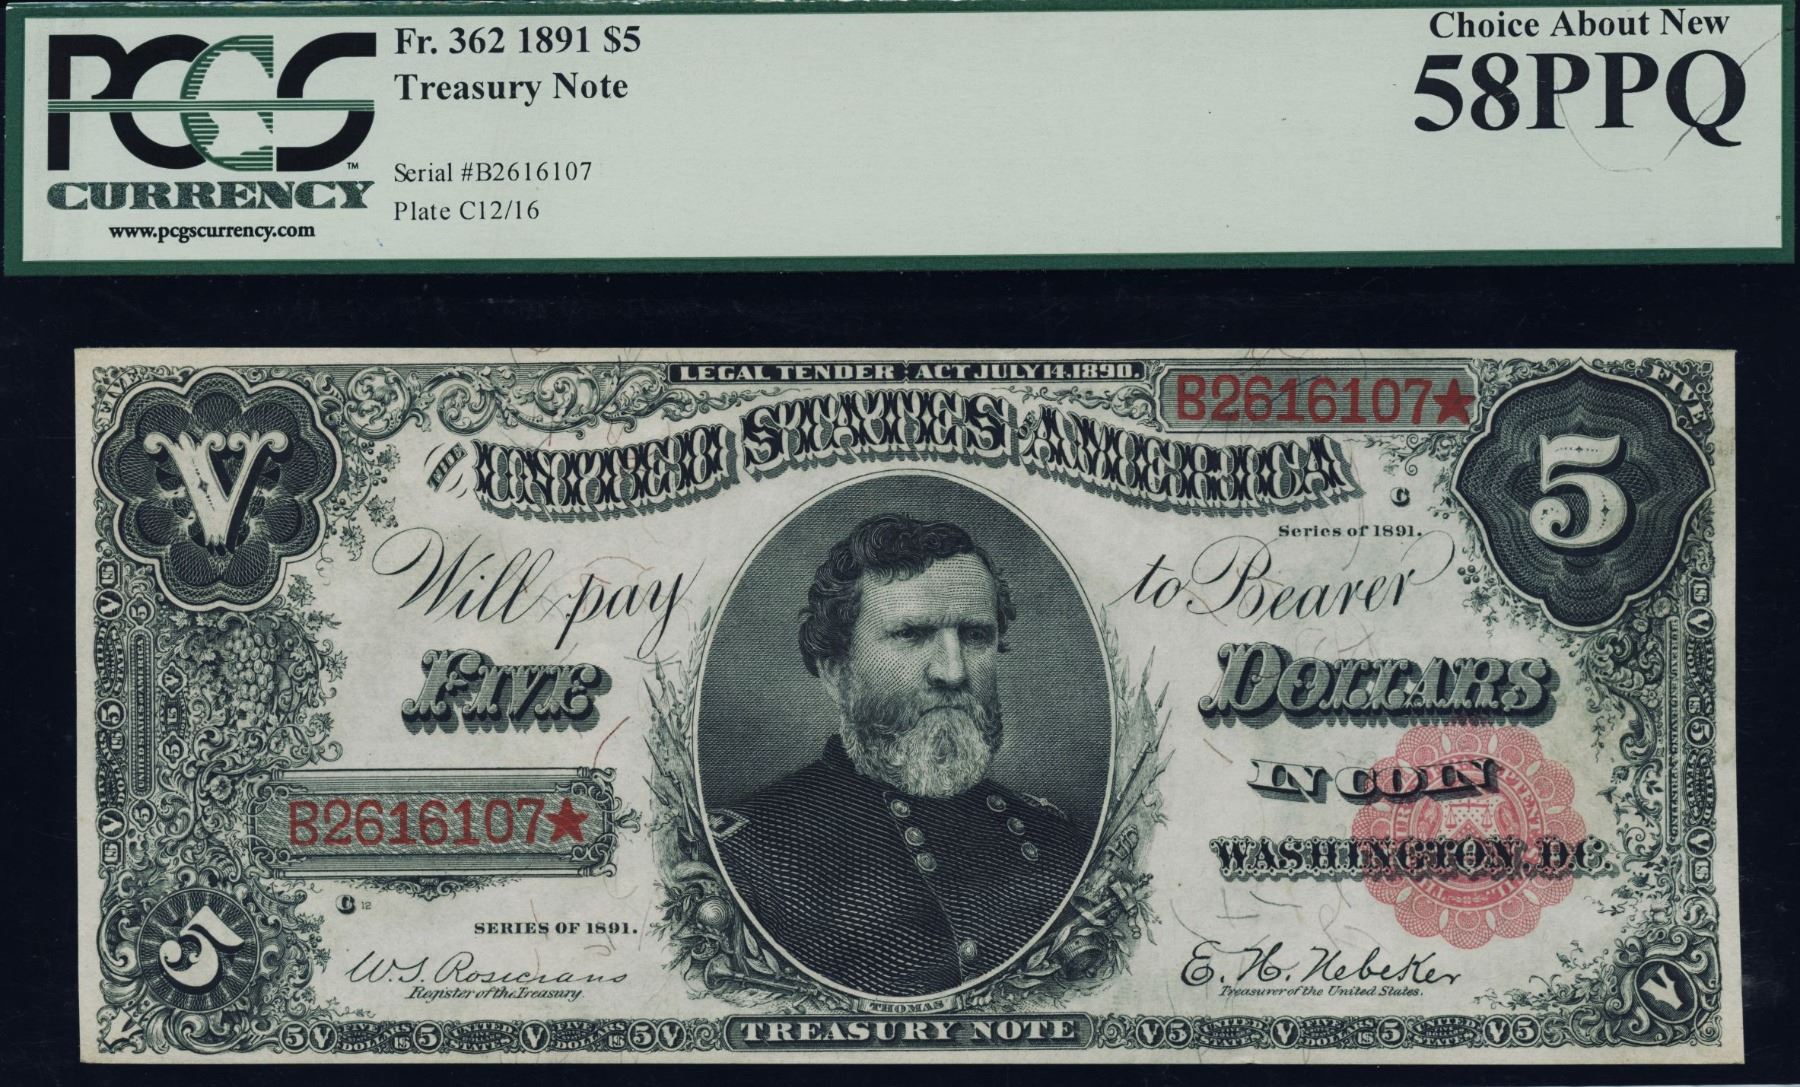 PCGS
CURRENCY
™
www.pcgscurrency.com
Fr. 362 1891 $5
Treasury Note
Serial #B2616107
Plate C12/16
Choice About New
58PPQ
LEGAL TENDER ACT JULY 14.1890.
FIVE
V
THE UNITED STATES OF AMERICA
B2616107★
FIVE
5
C
Series of 1891.
Will pay to Bearer
FIVE DOLLARS
IN COIN
WASHINGTON, D.C.
B2616107★
C 12
SERIES OF 1891.
W.S. Rosecrans
Register of the Treasury.
E. H. Nebeker
Treasurer of the United States.
THOMAS
5
V
V
TREASURY NOTE